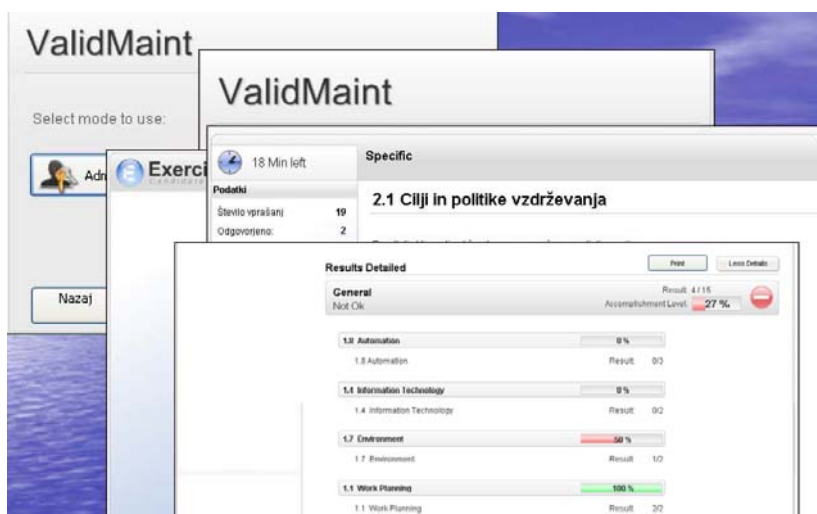 ValidMaint
Select mode to use:
Nazaj
ValidMaint
Exerci
18 Min left
Podatki
Število vprašanj 19
Odgovorjeno: 2
Specific
2.1 Cilji in politike vzdrževanja
Results Detailed
Print
Less Details
General
Not Ok
Result: 4/15
Accomplishment Level: 27 %
1.8 Automation 0 %
1.8 Automation Result: 0/3
1.4 Information Technology 0 %
1.4 Information Technology Result: 0/2
1.7 Environment 50 %
1.7 Environment Result: 1/2
1.1 Work Planning 100 %
1.1 Work Planning Result: 2/2